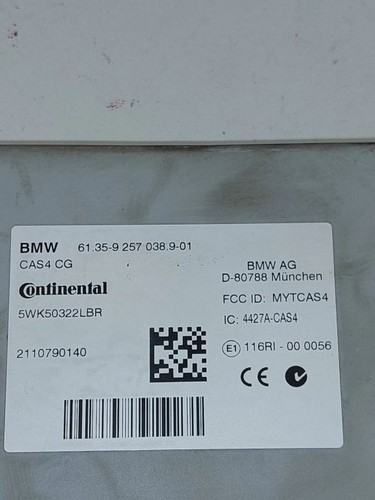 BMW 61.35-9 257 038.9-01
CAS4 CG
Continental
5WK50322LBR
2110790140
BMW AG
D-80788 München
FCC ID: MYTCAS4
IC: 4427A-CAS4
E1 116RI - 00 0056
CE